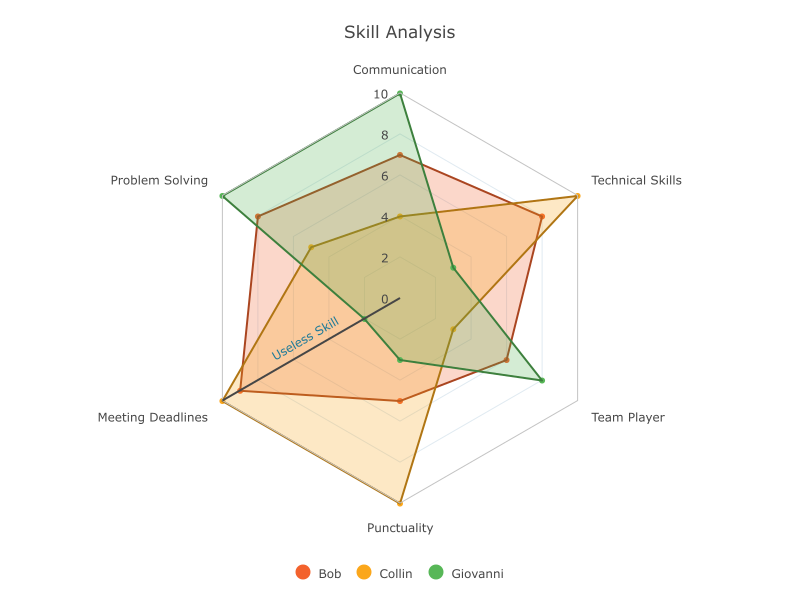 Skill Analysis
Communication
10
8
6
4
2
0
Technical Skills
Problem Solving
Useless Skill
Meeting Deadlines
Team Player
Punctuality
Bob Collin Giovanni